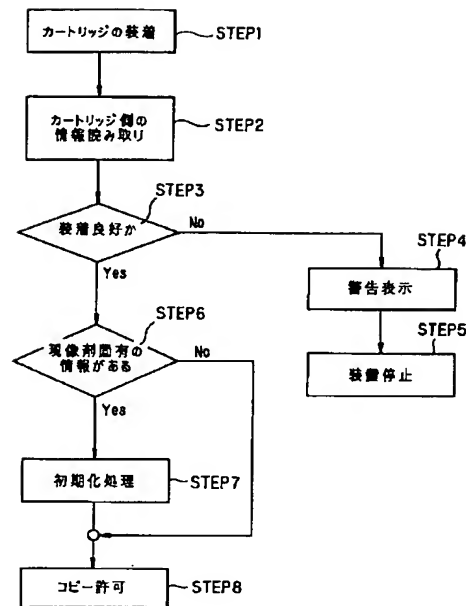 カートリッジの装着
STEP1
カートリッジ側の
情報読み取り
STEP2
STEP3
装着良好か
No
Yes
STEP4
警告表示
STEP5
装置停止
STEP6
現像剤固有の
情報がある
No
Yes
初期化処理
STEP7
コピー許可
STEP8